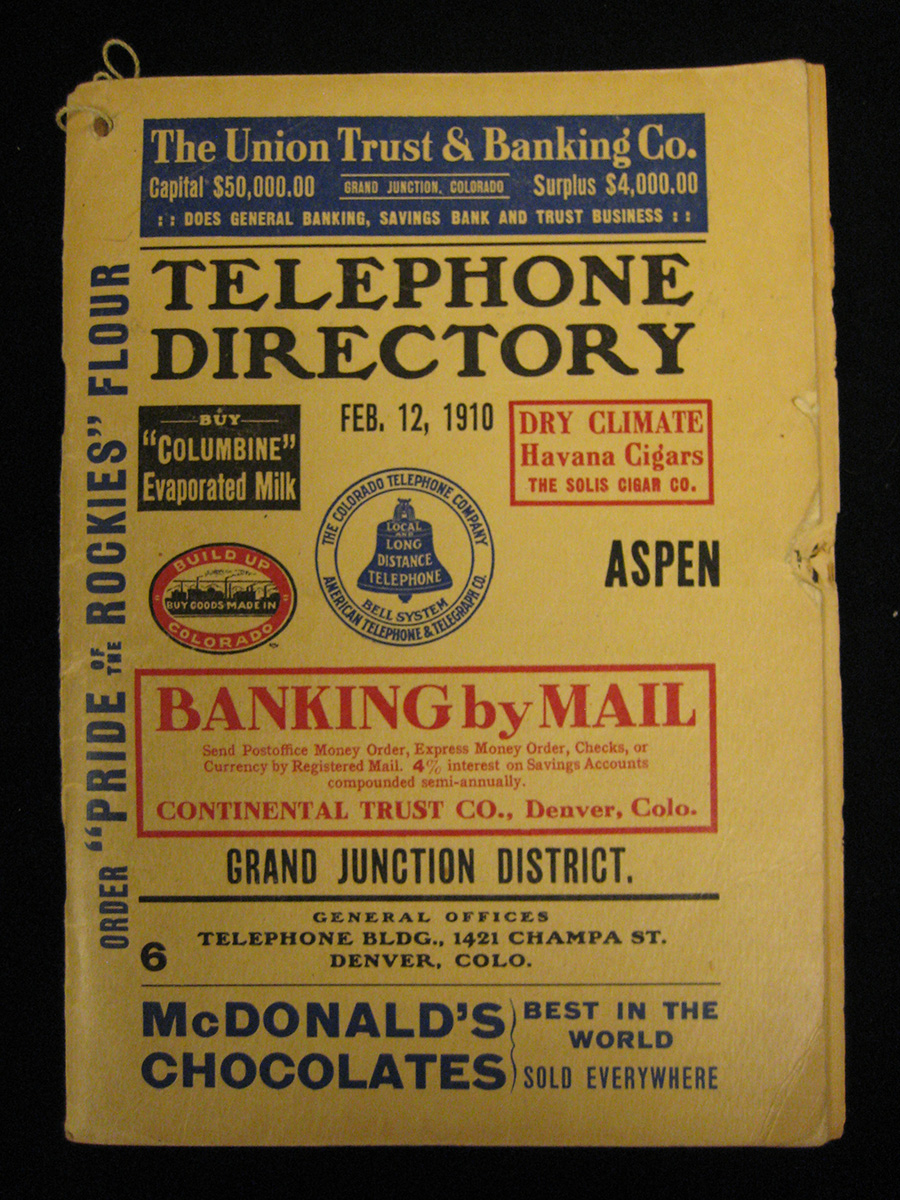 The Union Trust & Banking Co.
Capital $50,000.00 GRAND JUNCTION, COLORADO Surplus $4,000.00
: : DOES GENERAL BANKING, SAVINGS BANK AND TRUST BUSINESS : :
TELEPHONE
DIRECTORY
ORDER "PRIDE OF THE ROCKIES" FLOUR
BUY
"COLUMBINE"
Evaporated Milk
FEB. 12, 1910
DRY CLIMATE
Havana Cigars
THE SOLIS CIGAR CO.
BUILD UP
BUY GOODS MADE IN
COLORADO
THE COLORADO TELEPHONE COMPANY
LOCAL
AND
LONG
DISTANCE
TELEPHONE
BELL SYSTEM
AMERICAN TELEPHONE & TELEGRAPH CO.
ASPEN
BANKING by MAIL
Send Postoffice Money Order, Express Money Order, Checks, or
Currency by Registered Mail. 4% interest on Savings Accounts
compounded semi-annually.
CONTINENTAL TRUST CO., Denver, Colo.
GRAND JUNCTION DISTRICT.
GENERAL OFFICES
TELEPHONE BLDG., 1421 CHAMPA ST.
DENVER, COLO.
6
McDONALD'S
CHOCOLATES
BEST IN THE
WORLD
SOLD EVERYWHERE